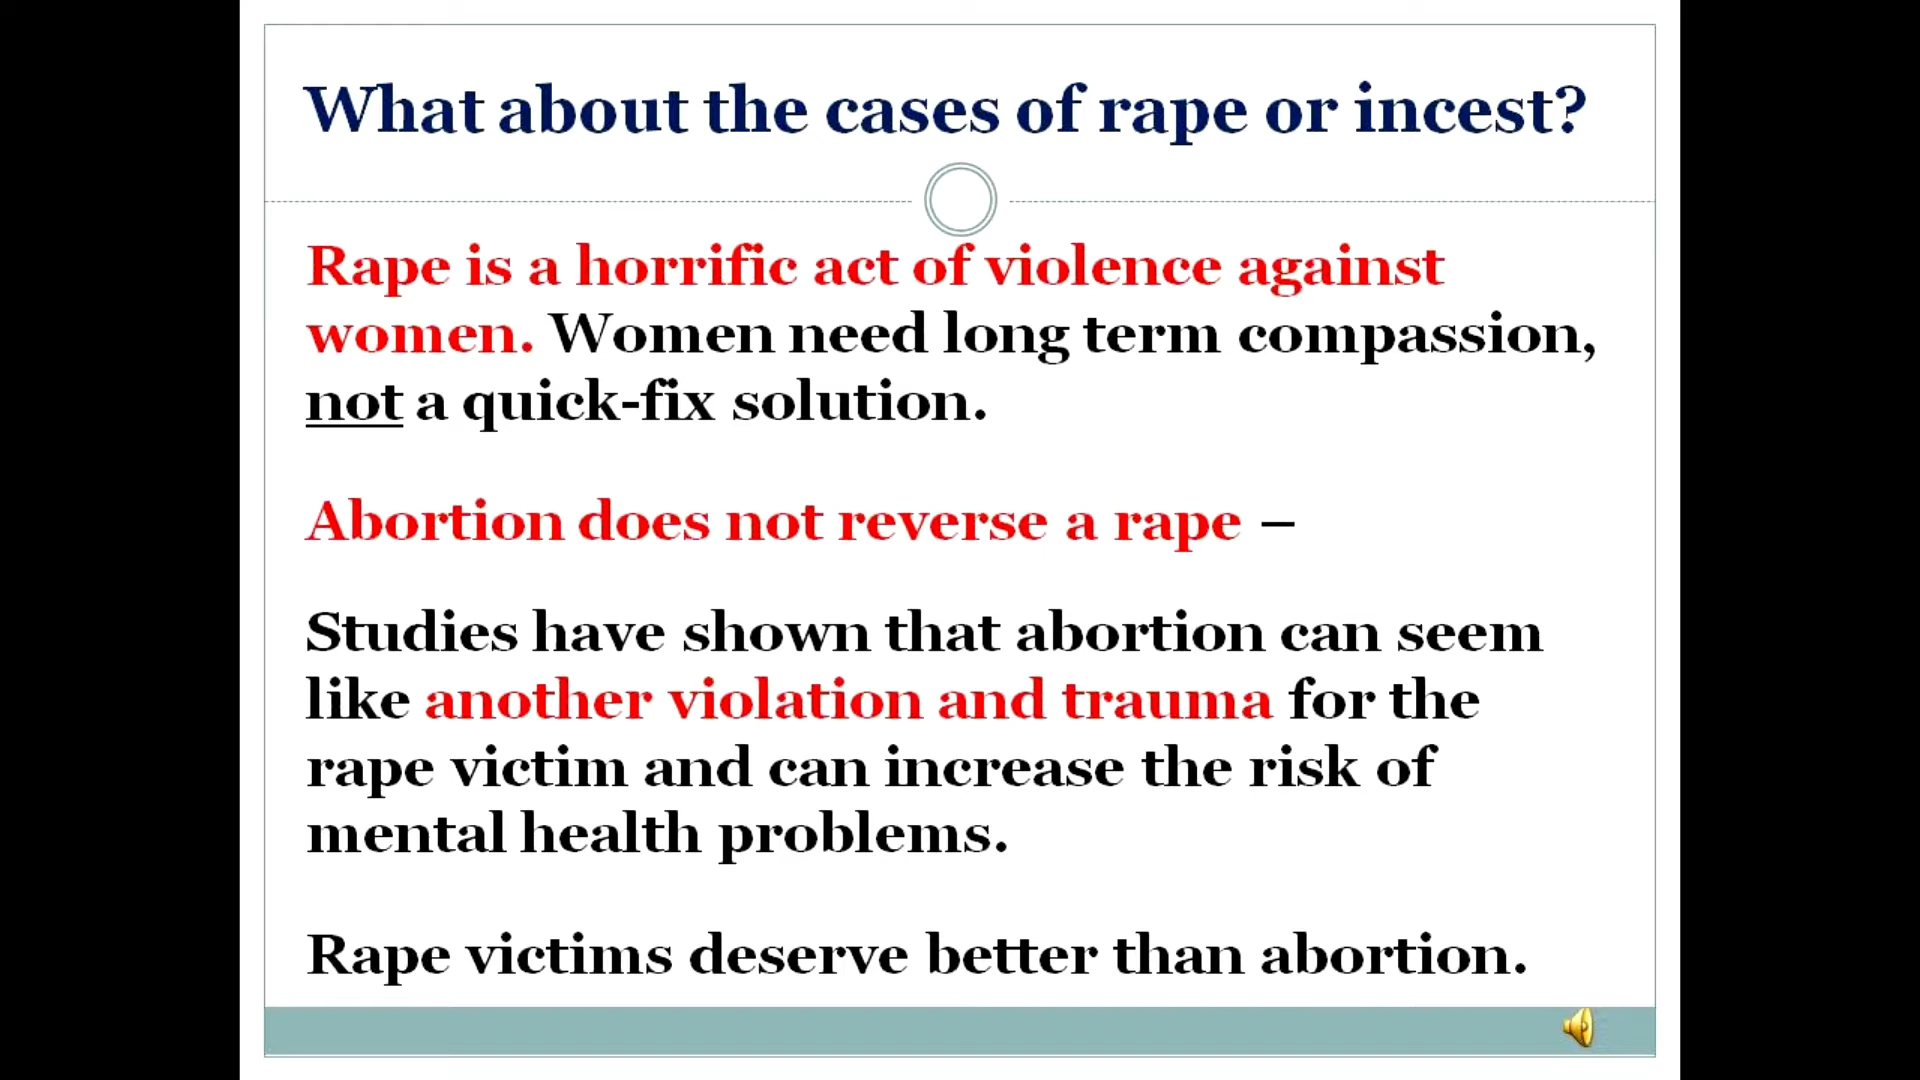 What about the cases of rape or incest?
Rape is a horrific act of violence against
women. Women need long term compassion,
not a quick-fix solution.
Abortion does not reverse a rape –
Studies have shown that abortion can seem
like another violation and trauma for the
rape victim and can increase the risk of
mental health problems.
Rape victims deserve better than abortion.